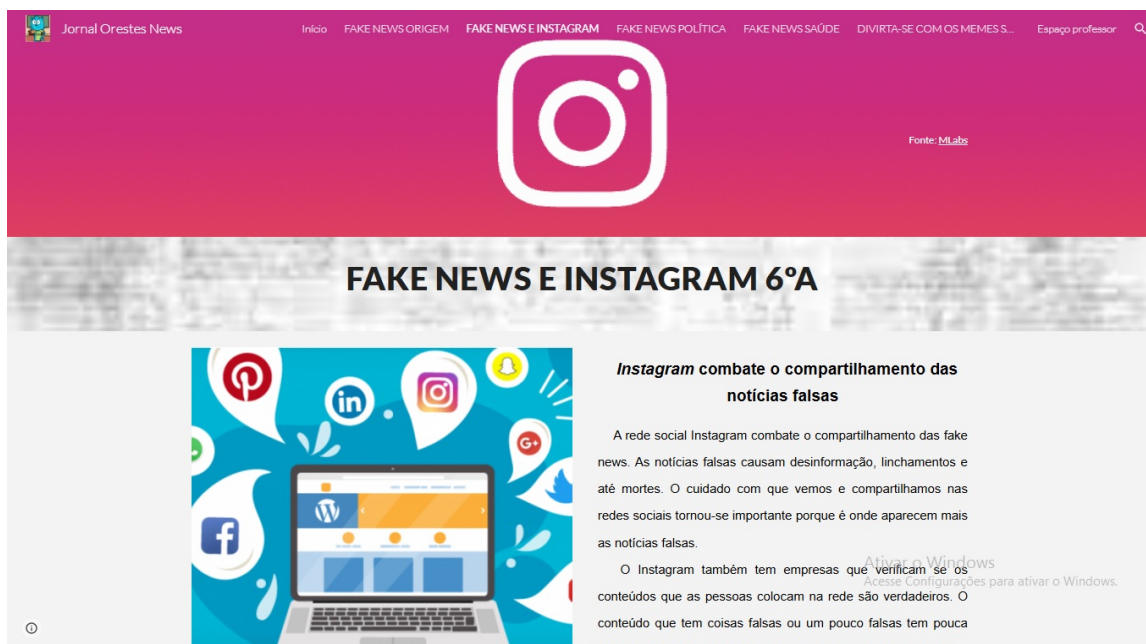 Jornal Orestes News
Início FAKE NEWS ORIGEM FAKE NEWS E INSTAGRAM FAKE NEWS POLÍTICA FAKE NEWS SAÚDE DIVIRTA-SE COM OS MEMES S... Espaço professor
Fonte: MLabs
FAKE NEWS E INSTAGRAM 6ºA
in
G+
Instagram combate o compartilhamento das
notícias falsas
A rede social Instagram combate o compartilhamento das fake
news. As notícias falsas causam desinformação, linchamentos e
até mortes. O cuidado com que vemos e compartilhamos nas
redes sociais tornou-se importante porque é onde aparecem mais
as notícias falsas.
O Instagram também tem empresas que verificam se os
conteúdos que as pessoas colocam na rede são verdadeiros. O
conteúdo que tem coisas falsas ou um pouco falsas tem pouca
Ativar o Windows
Acesse Configurações para ativar o Windows.